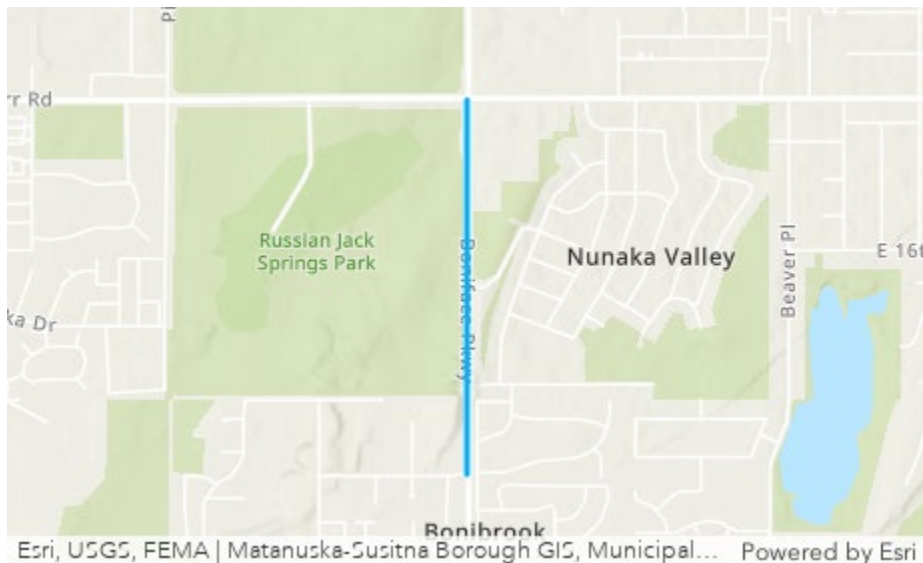 Pi
rr Rd
Russian Jack
Springs Park
Boniface Pkwy
Nunaka Valley
Beaver Pl
E 16t
ka Dr
Bonibrook
Esri, USGS, FEMA | Matanuska-Susitna Borough GIS, Municipal...
Powered by Esri